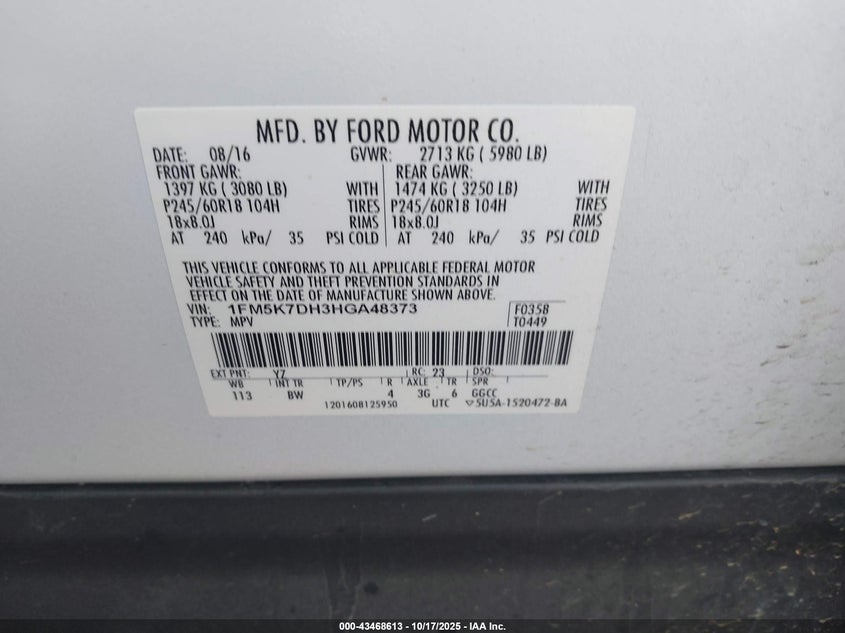 MFD. BY FORD MOTOR CO.
DATE: 08/16 GVWR: 2713 KG ( 5980 LB)
FRONT GAWR: REAR GAWR:
1397 KG ( 3080 LB) WITH 1474 KG ( 3250 LB) WITH
P245/60R18 104H TIRES P245/60R18 104H TIRES
18x8.0J RIMS 18x8.0J RIMS
AT 240 kPa/ 35 PSI COLD AT 240 kPa/ 35 PSI COLD
THIS VEHICLE CONFORMS TO ALL APPLICABLE FEDERAL MOTOR
VEHICLE SAFETY AND THEFT PREVENTION STANDARDS IN
EFFECT ON THE DATE OF MANUFACTURE SHOWN ABOVE.
VIN: 1FM5K7DH3HGA48373 F0358
TYPE: MPV T0449
EXT PNT: YZ RC: 23 DSO:
WB INT TR TP/PS R AXLE TR SPR
113 BW 4 3G 6 GGCC
1201608125950 UTC ▽5U5A-1520472-BA
000-43468613 - 10/17/2025 - IAA Inc.